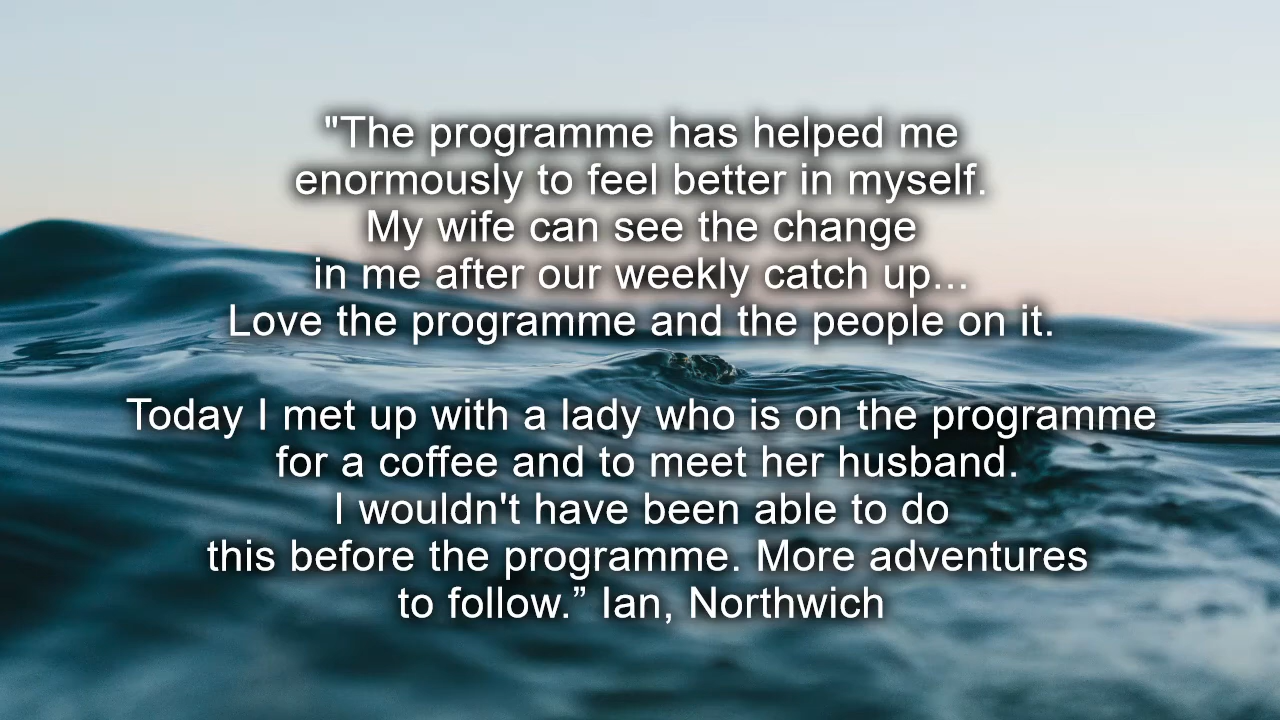 "The programme has helped me
enormously to feel better in myself.
My wife can see the change
in me after our weekly catch up...
Love the programme and the people on it.
Today I met up with a lady who is on the programme
for a coffee and to meet her husband.
I wouldn't have been able to do
this before the programme. More adventures
to follow.” Ian, Northwich